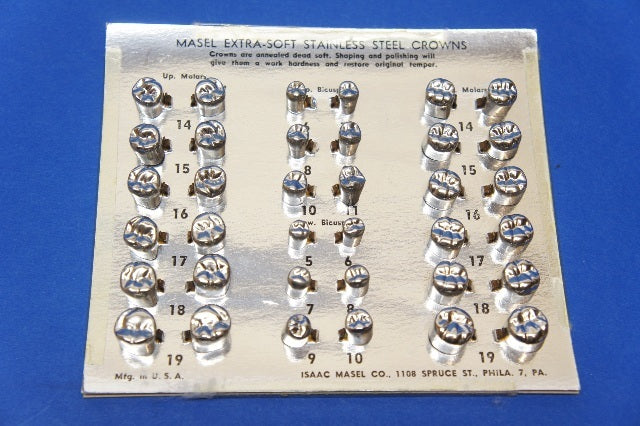 MASEL EXTRA-SOFT STAINLESS STEEL CROWNS
Crowns are annealed dead soft. Shaping and polishing will
give them a work hardness and restore original temper.
Up. Molars
Bicus
Molars
14
14
15
8
15
16
10
11
16
Bicus
17
5
6
17
18
7
8
18
19
9
10
19
Mfg. in U. S. A.
ISAAC MASEL CO., 1108 SPRUCE ST., PHILA. 7, PA.